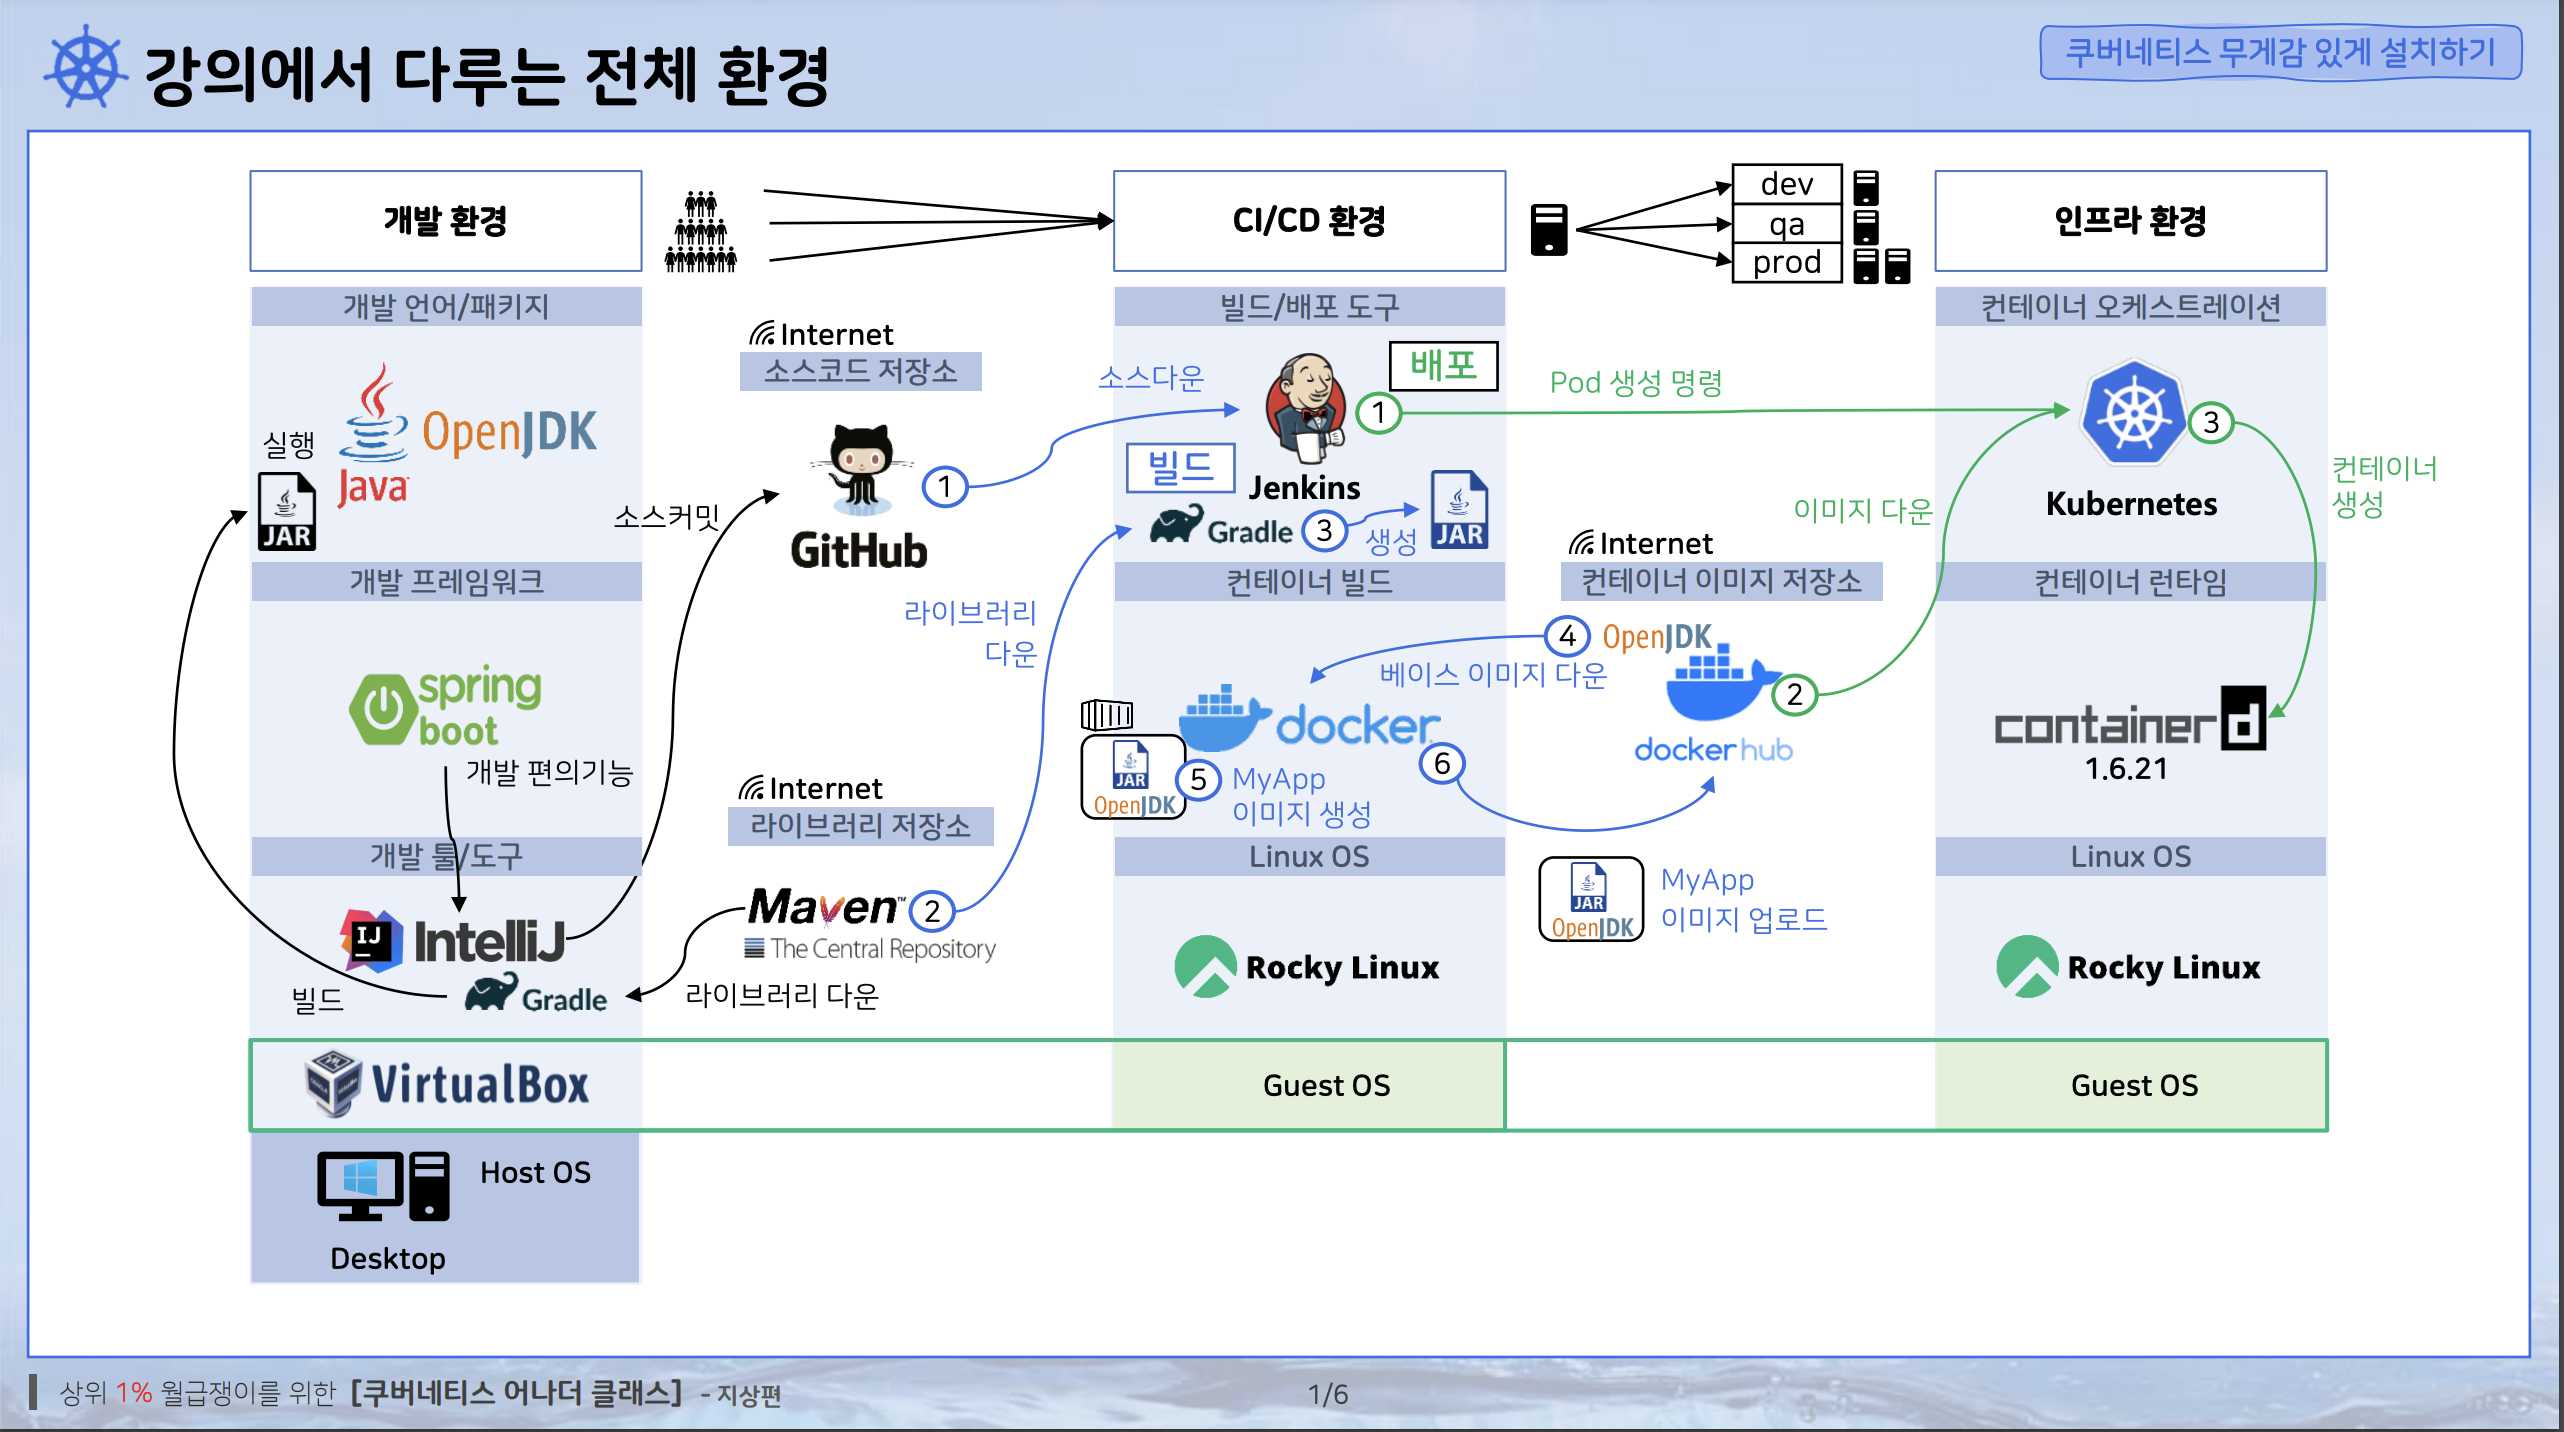 강의에서 다루는 전체 환경
쿠버네티스 무게감 있게 설치하기
개발 환경
CI/CD 환경
dev
qa
prod
인프라 환경
개발 언어/패키지
실행
Java
OpenJDK
JAR
개발 프레임워크
spring
boot
개발 편의기능
개발 툴/도구
IJ
IntelliJ
Gradle
빌드
소스커밋
Internet
소스코드 저장소
GitHub
1
소스다운
라이브러리
다운
Internet
라이브러리 저장소
Maven™
2
The Central Repository
라이브러리 다운
빌드/배포 도구
배포
1
빌드
Jenkins
Gradle
3
생성
JAR
컨테이너 빌드
docker
JAR
OpenJDK
5
MyApp
이미지 생성
6
Linux OS
Rocky Linux
Pod 생성 명령
이미지 다운
Internet
컨테이너 이미지 저장소
4
OpenJDK
베이스 이미지 다운
2
docker hub
JAR
OpenJDK
MyApp
이미지 업로드
컨테이너 오케스트레이션
3
Kubernetes
컨테이너
생성
컨테이너 런타임
containerd
1.6.21
Linux OS
Rocky Linux
VirtualBox
Guest OS
Guest OS
Host OS
Desktop
상위 1% 월급쟁이를 위한 [쿠버네티스 어나더 클래스] - 지상편
1/6